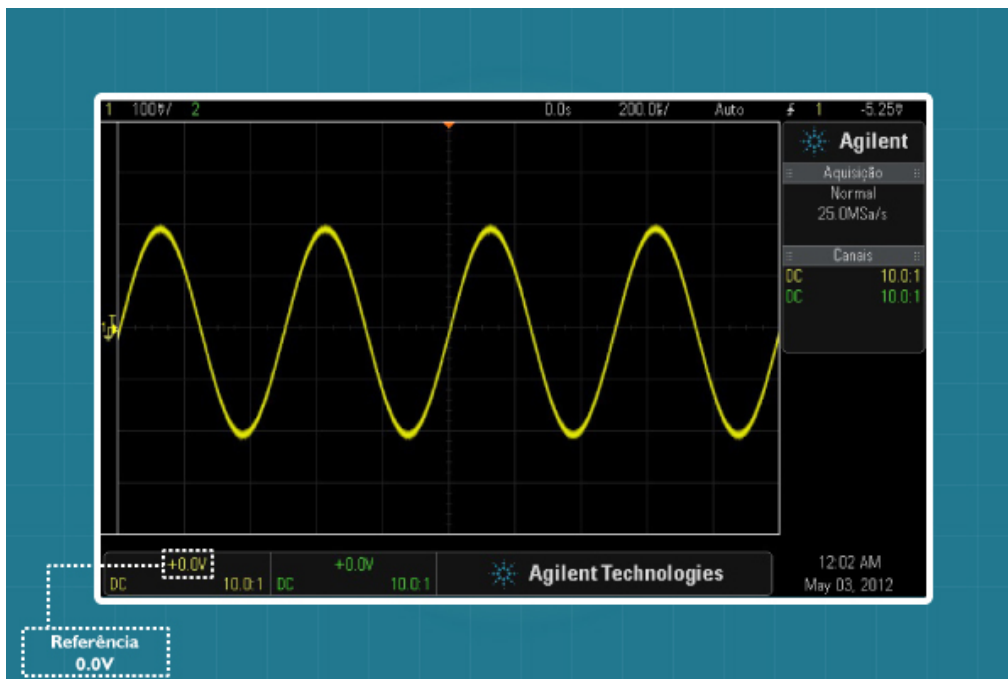 1 100V/ 2 0.0s 200.0㎲/ Auto 1 -5.25V
Agilent
Aquisição
Normal
25.0MSa/s
Canais
DC 10.0:1
DC 10.0:1
1
T
+0.0V +0.0V
DC 10.0:1 DC 10.0:1
Agilent Technologies
12:02 AM
May 03, 2012
Referência
0.0V